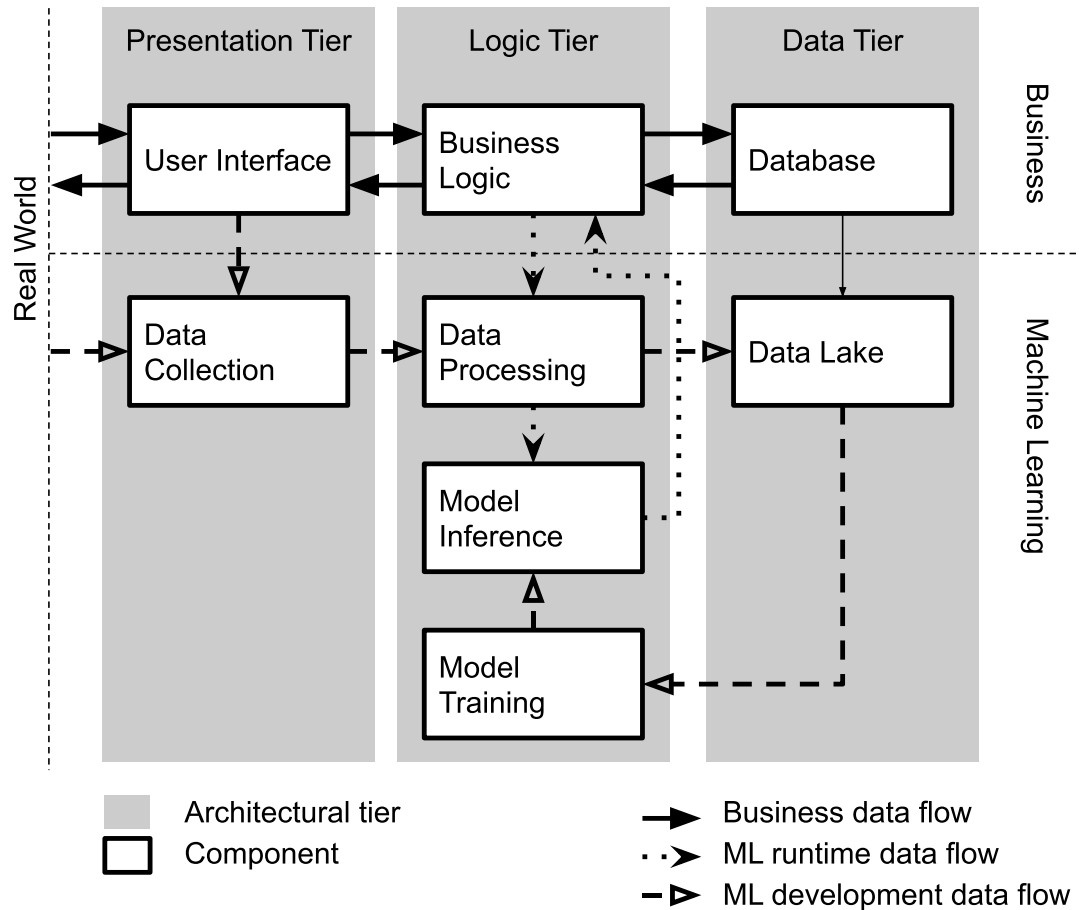 Presentation Tier
Logic Tier
Data Tier
Business
Real World
User Interface
Business
Logic
Database
Data
Collection
Data
Processing
Data Lake
Machine Learning
Model
Inference
Model
Training
Architectural tier
Component
Business data flow
ML runtime data flow
ML development data flow